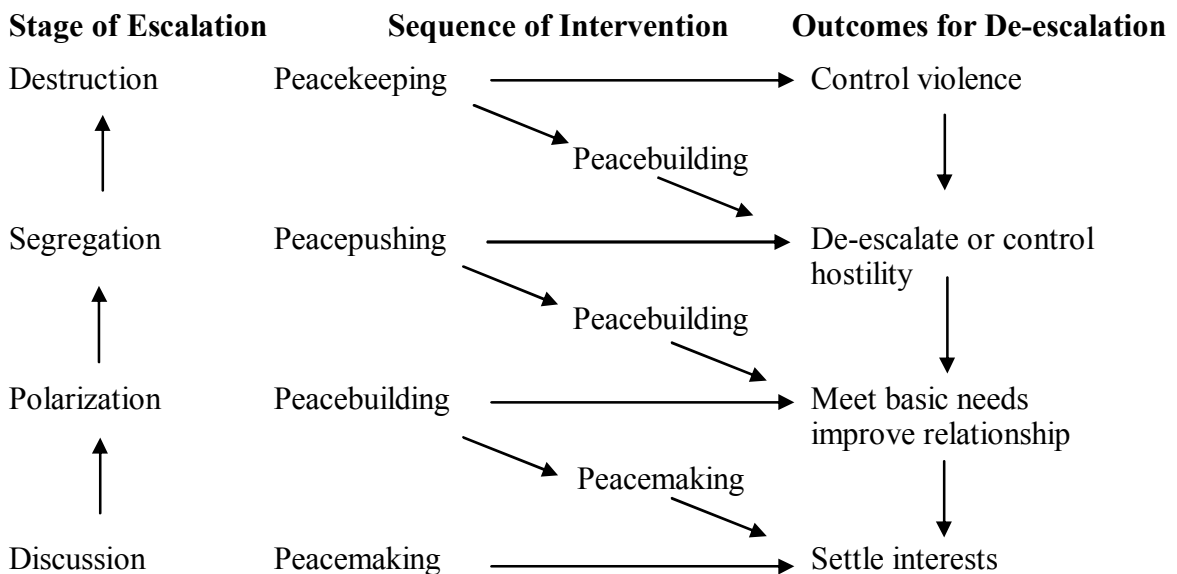 Stage of Escalation Sequence of Intervention Outcomes for De-escalation
Destruction Peacekeeping Control violence
Peacebuilding
Segregation Peacepushing De-escalate or control
hostility
Peacebuilding
Polarization Peacebuilding Meet basic needs
improve relationship
Peacemaking
Discussion Peacemaking Settle interests